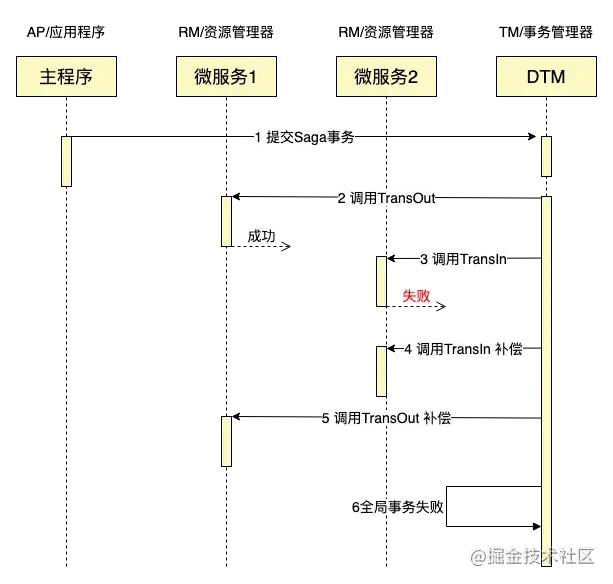 AP/应用程序
RM/资源管理器
RM/资源管理器
TM/事务管理器
主程序
微服务1
微服务2
DTM
1 提交Saga事务
2 调用TransOut
成功
3 调用TransIn
失败
4 调用TransIn 补偿
5 调用TransOut 补偿
6全局事务失败
@掘金技术社区